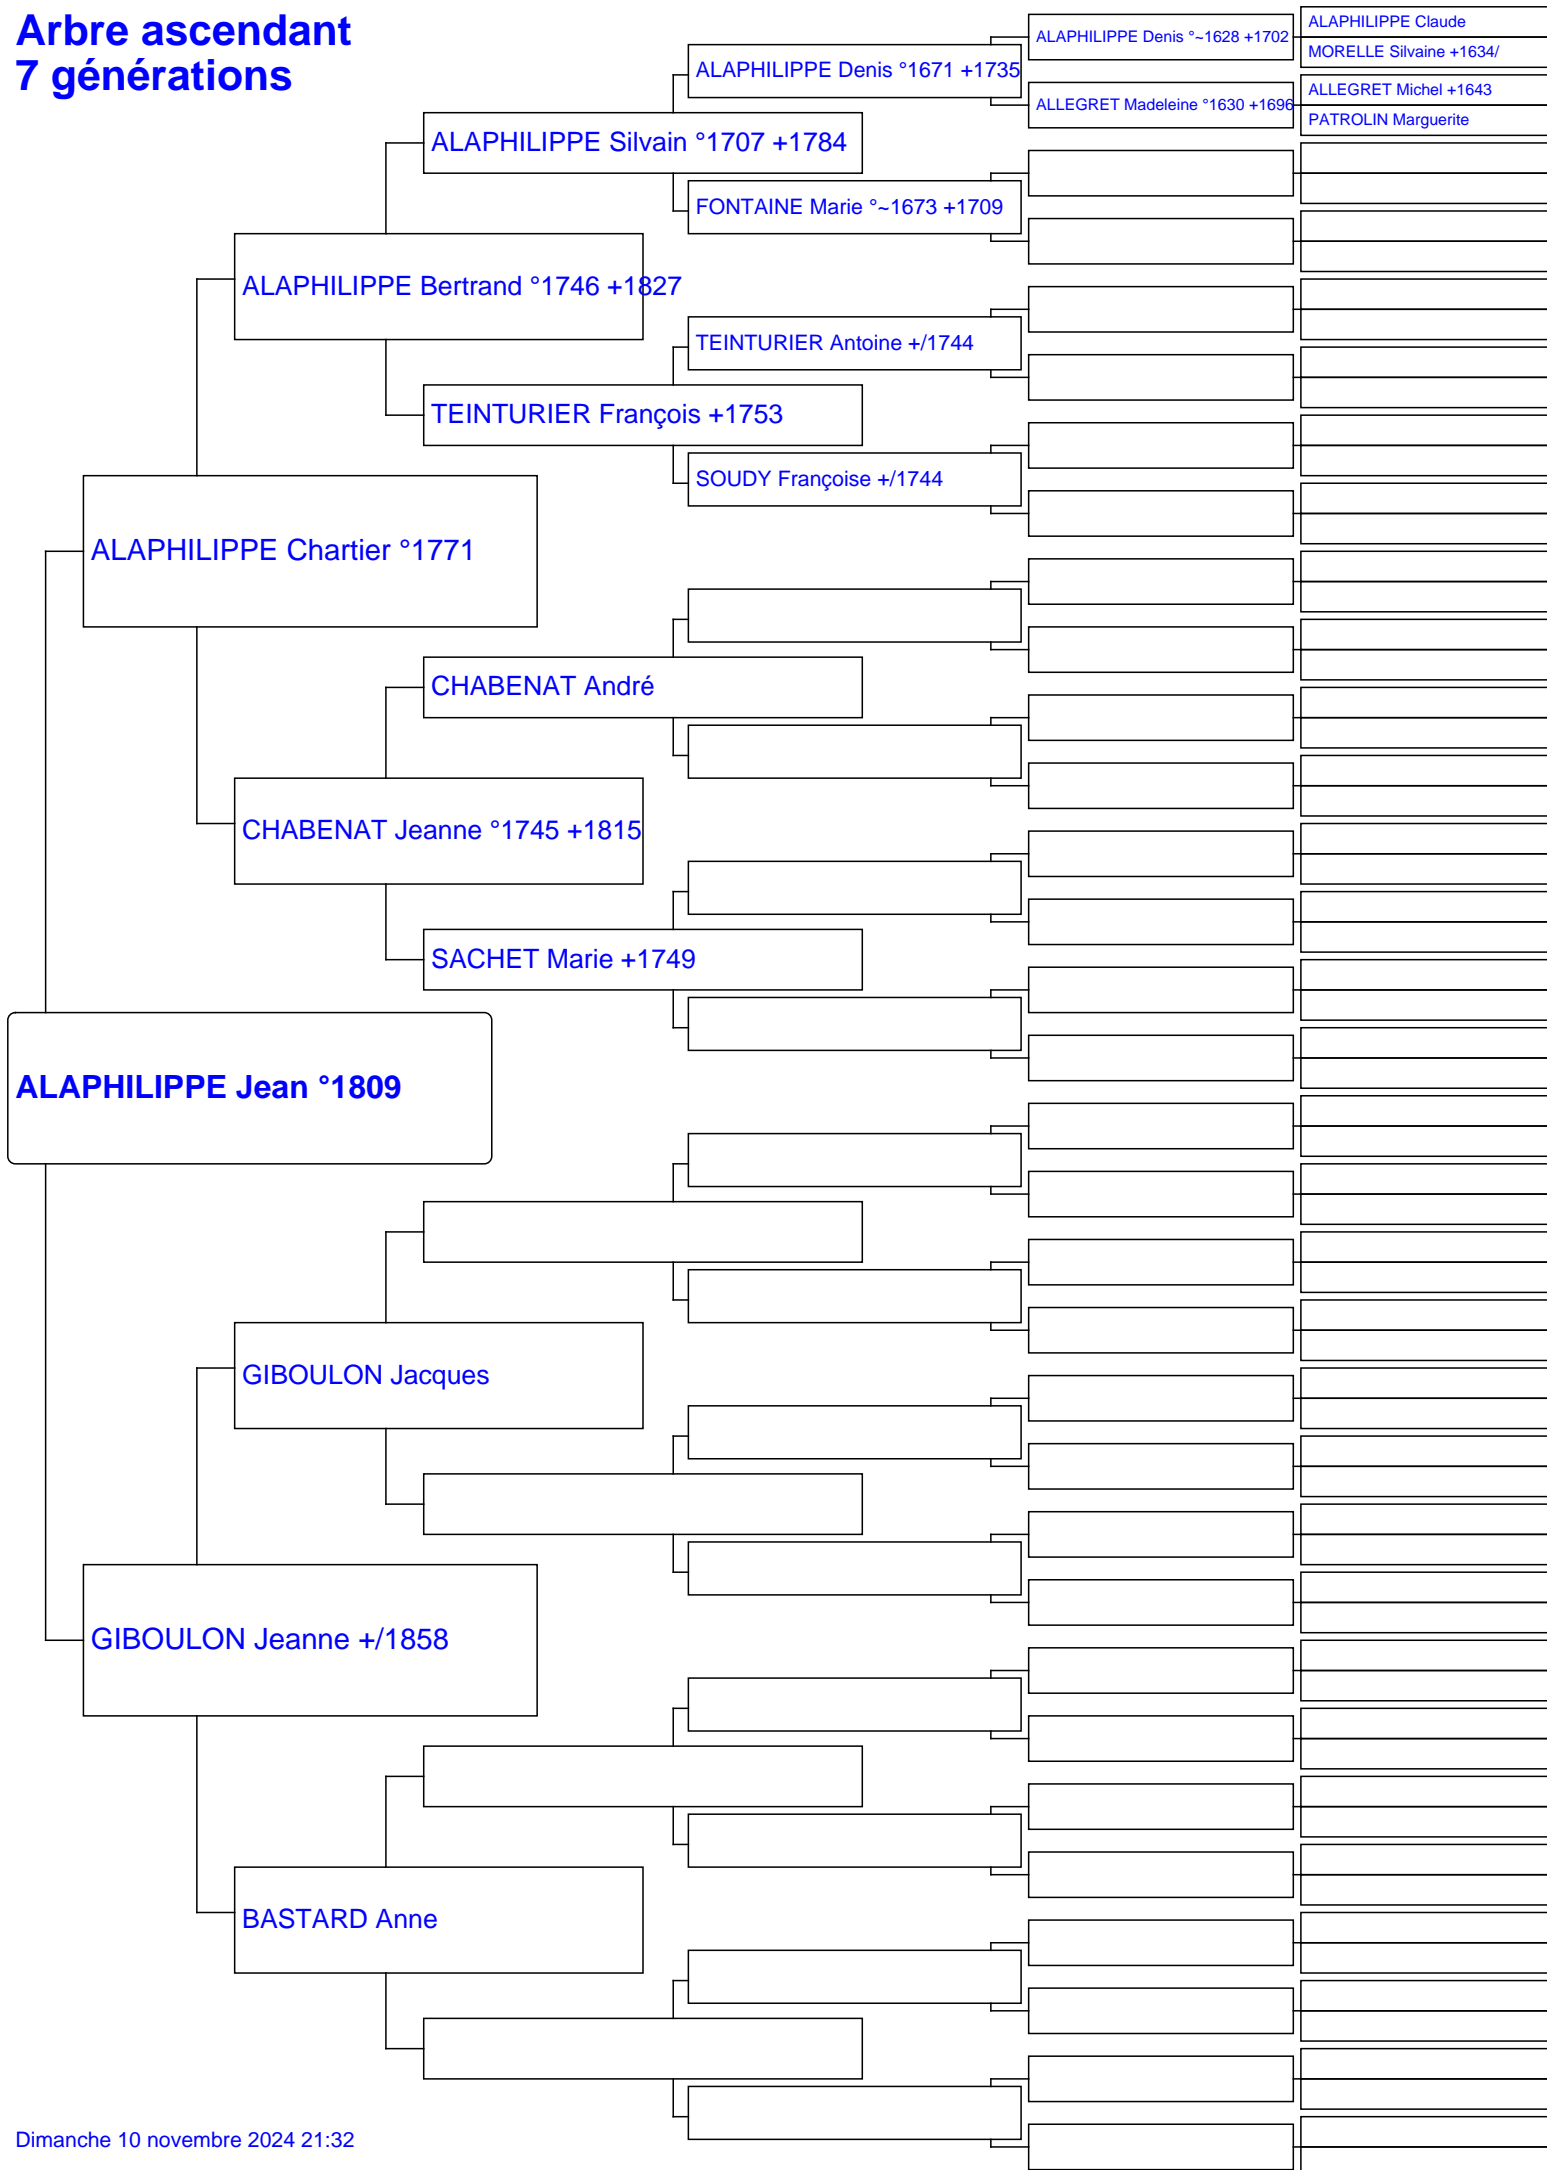 Arbre ascendant
7 générations
ALAPHILIPPE Claude
ALAPHILIPPE Denis °~1628 +1702
MORELLE Silvaine +1634/
ALAPHILIPPE Denis °1671 +1735
ALLEGRET Michel +1643
ALLEGRET Madeleine °1630 +1696
PATROLIN Marguerite
ALAPHILIPPE Silvain °1707 +1784
FONTAINE Marie °~1673 +1709
ALAPHILIPPE Bertrand °1746 +1827
TEINTURIER Antoine +/1744
TEINTURIER François +1753
SOUDY Françoise +/1744
ALAPHILIPPE Chartier °1771
CHABENAT André
CHABENAT Jeanne °1745 +1815
SACHET Marie +1749
ALAPHILIPPE Jean °1809
GIBOULON Jacques
GIBOULON Jeanne +/1858
BASTARD Anne
Dimanche 10 novembre 2024 21:32